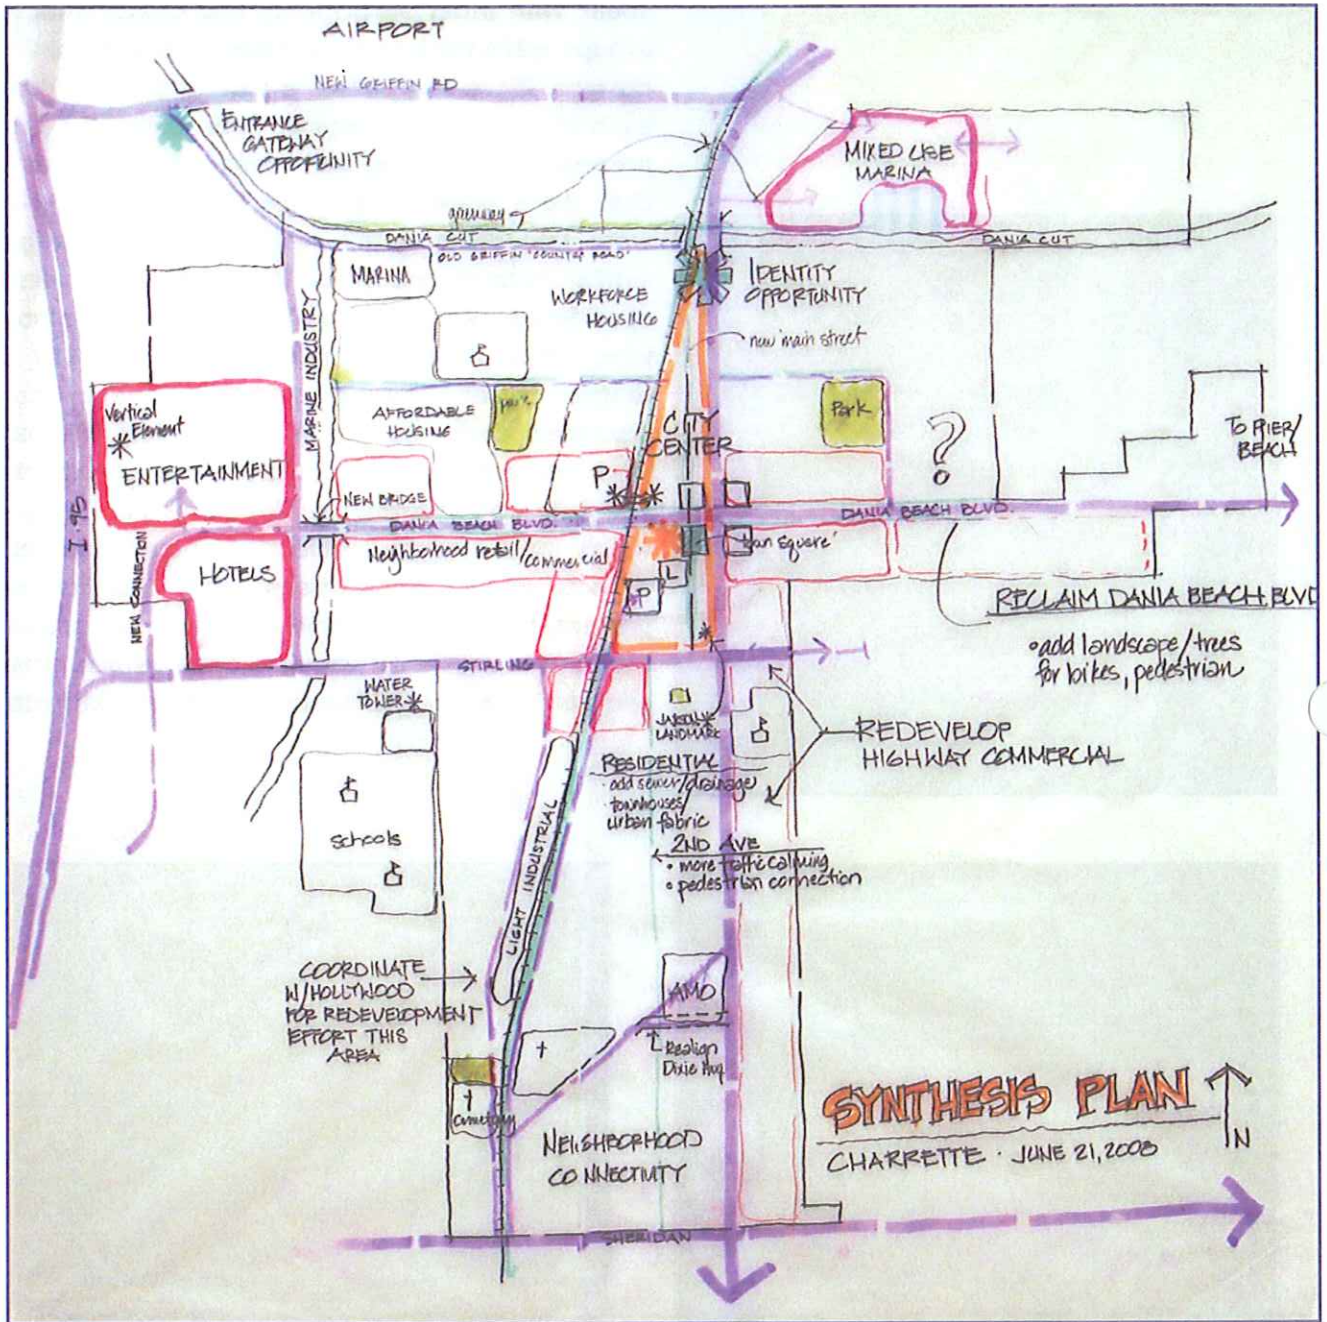 AIRPORT
NEW GRIFFIN RD
ENTRANCE
GATEWAY
OPPORTUNITY
MIXED USE
MARINA
greenway
DANIA CUT
DANIA CUT
OLD GRIFFIN 'COUNTRY ROAD'
MARINA
WORKFORCE
HOUSING
IDENTITY
OPPORTUNITY
new main street
MARINE INDUSTRY
Vertical
Element
ENTERTAINMENT
AFFORDABLE
HOUSING
CITY
CENTER
Park
?
TO PIER/
BEACH
P
NEW BRIDGE
I-95
DANIA BEACH BLVD.
DANIA BEACH BLVD.
Neighborhood retail/commercial
HOTELS
NEW CONNECTION
L
P
RECLAIM DANIA BEACH BLVD
• add landscape/trees
for bikes, pedestrian
STIRLING
WATER
TOWER
LANDMARK
REDEVELOP
HIGHWAY COMMERCIAL
RESIDENTIAL
· add sewer/drainage
· townhouses/
urban fabric
2ND AVE
• more traffic calming
• pedestrian connection
schools
LIGHT INDUSTRIAL
COORDINATE
W/HOLLYWOOD
FOR REDEVELOPMENT
EFFORT THIS
AREA
AMO
Realign
Dixie Hwy
Cemetery
NEIGHBORHOOD
CONNECTIVITY
SYNTHESIS PLAN
CHARRETTE · JUNE 21, 2008
N
SHERIDAN